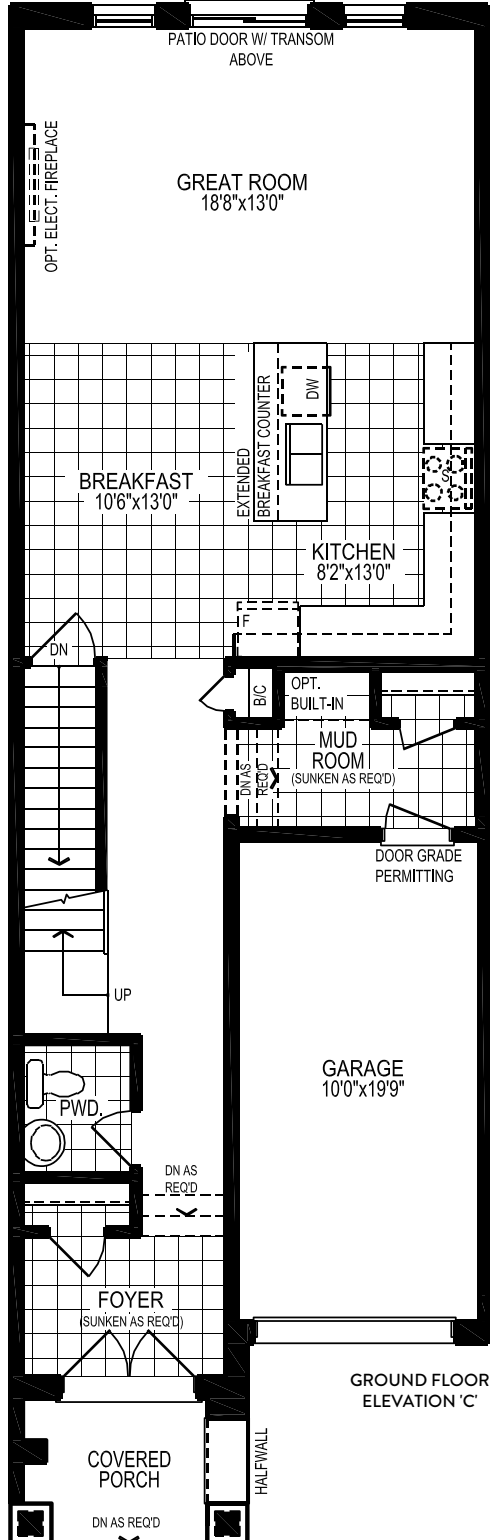 PATIO DOOR W/ TRANSOM
ABOVE
OPT. ELECT. FIREPLACE
GREAT ROOM
18'8"x13'0"
BREAKFAST
10'6"x13'0"
EXTENDED
BREAKFAST COUNTER
DW
S
KITCHEN
8'2"x13'0"
F
DN
B/C
OPT.
BUILT-IN
MUD
ROOM
(SUNKEN AS REQ'D)
DN AS
REQ'D
DOOR GRADE
PERMITTING
UP
GARAGE
10'0"x19'9"
PWD.
DN AS
REQ'D
FOYER
(SUNKEN AS REQ'D)
GROUND FLOOR
ELEVATION 'C'
COVERED
PORCH
HALFWALL
DN AS REQ'D